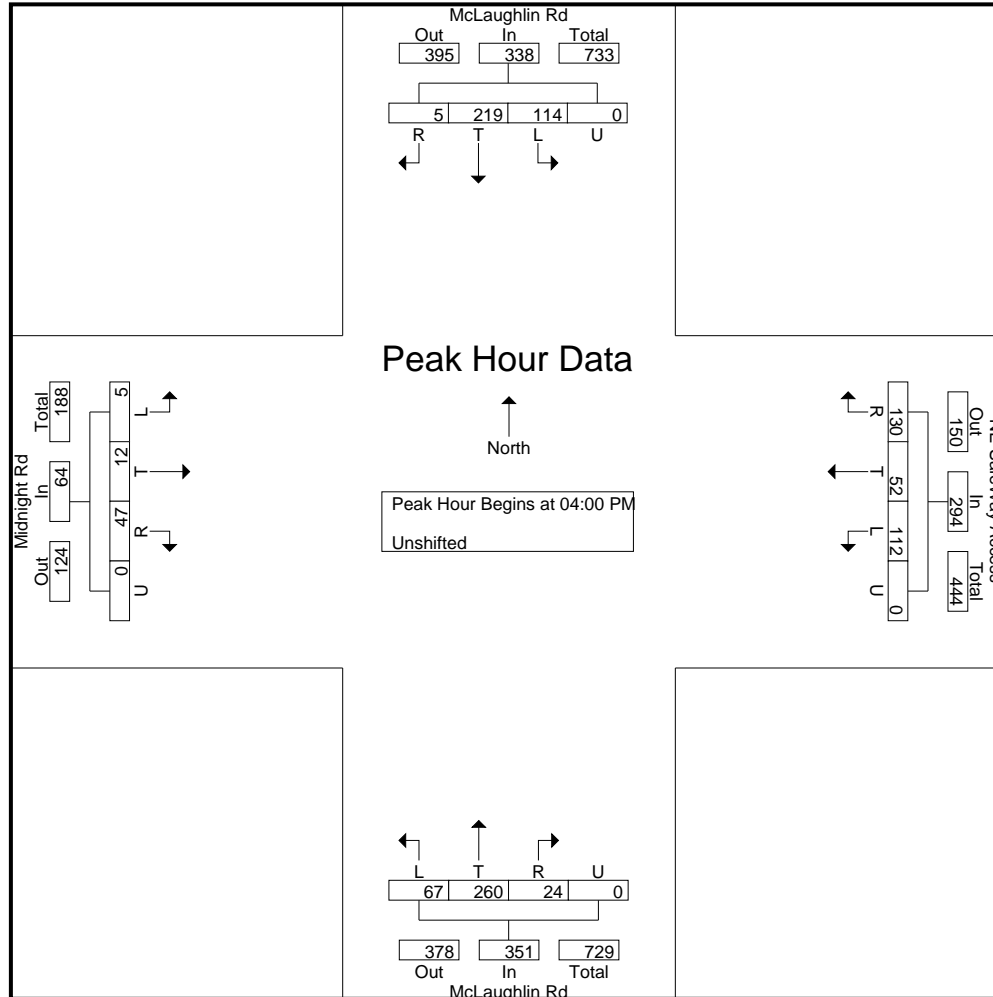 McLaughlin Rd
Out In Total
395 338 733
5 219 114 0
R T L U
Peak Hour Data
North
Peak Hour Begins at 04:00 PM
Unshifted
Midnight Rd
Total In Out
188 64 124
5 12 47 0
L T R U
Out In Total
150 294 444
130 52 112 0
R T L U
L T R U
67 260 24 0
378 351 729
Out In Total
McLaughlin Rd